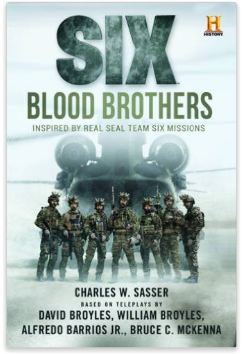 H
HISTORY
SIX
BLOOD BROTHERS
INSPIRED BY REAL SEAL TEAM SIX MISSIONS
CHARLES W. SASSER
BASED ON TELEPLAYS BY
DAVID BROYLES, WILLIAM BROYLES,
ALFREDO BARRIOS JR., BRUCE C. MCKENNA